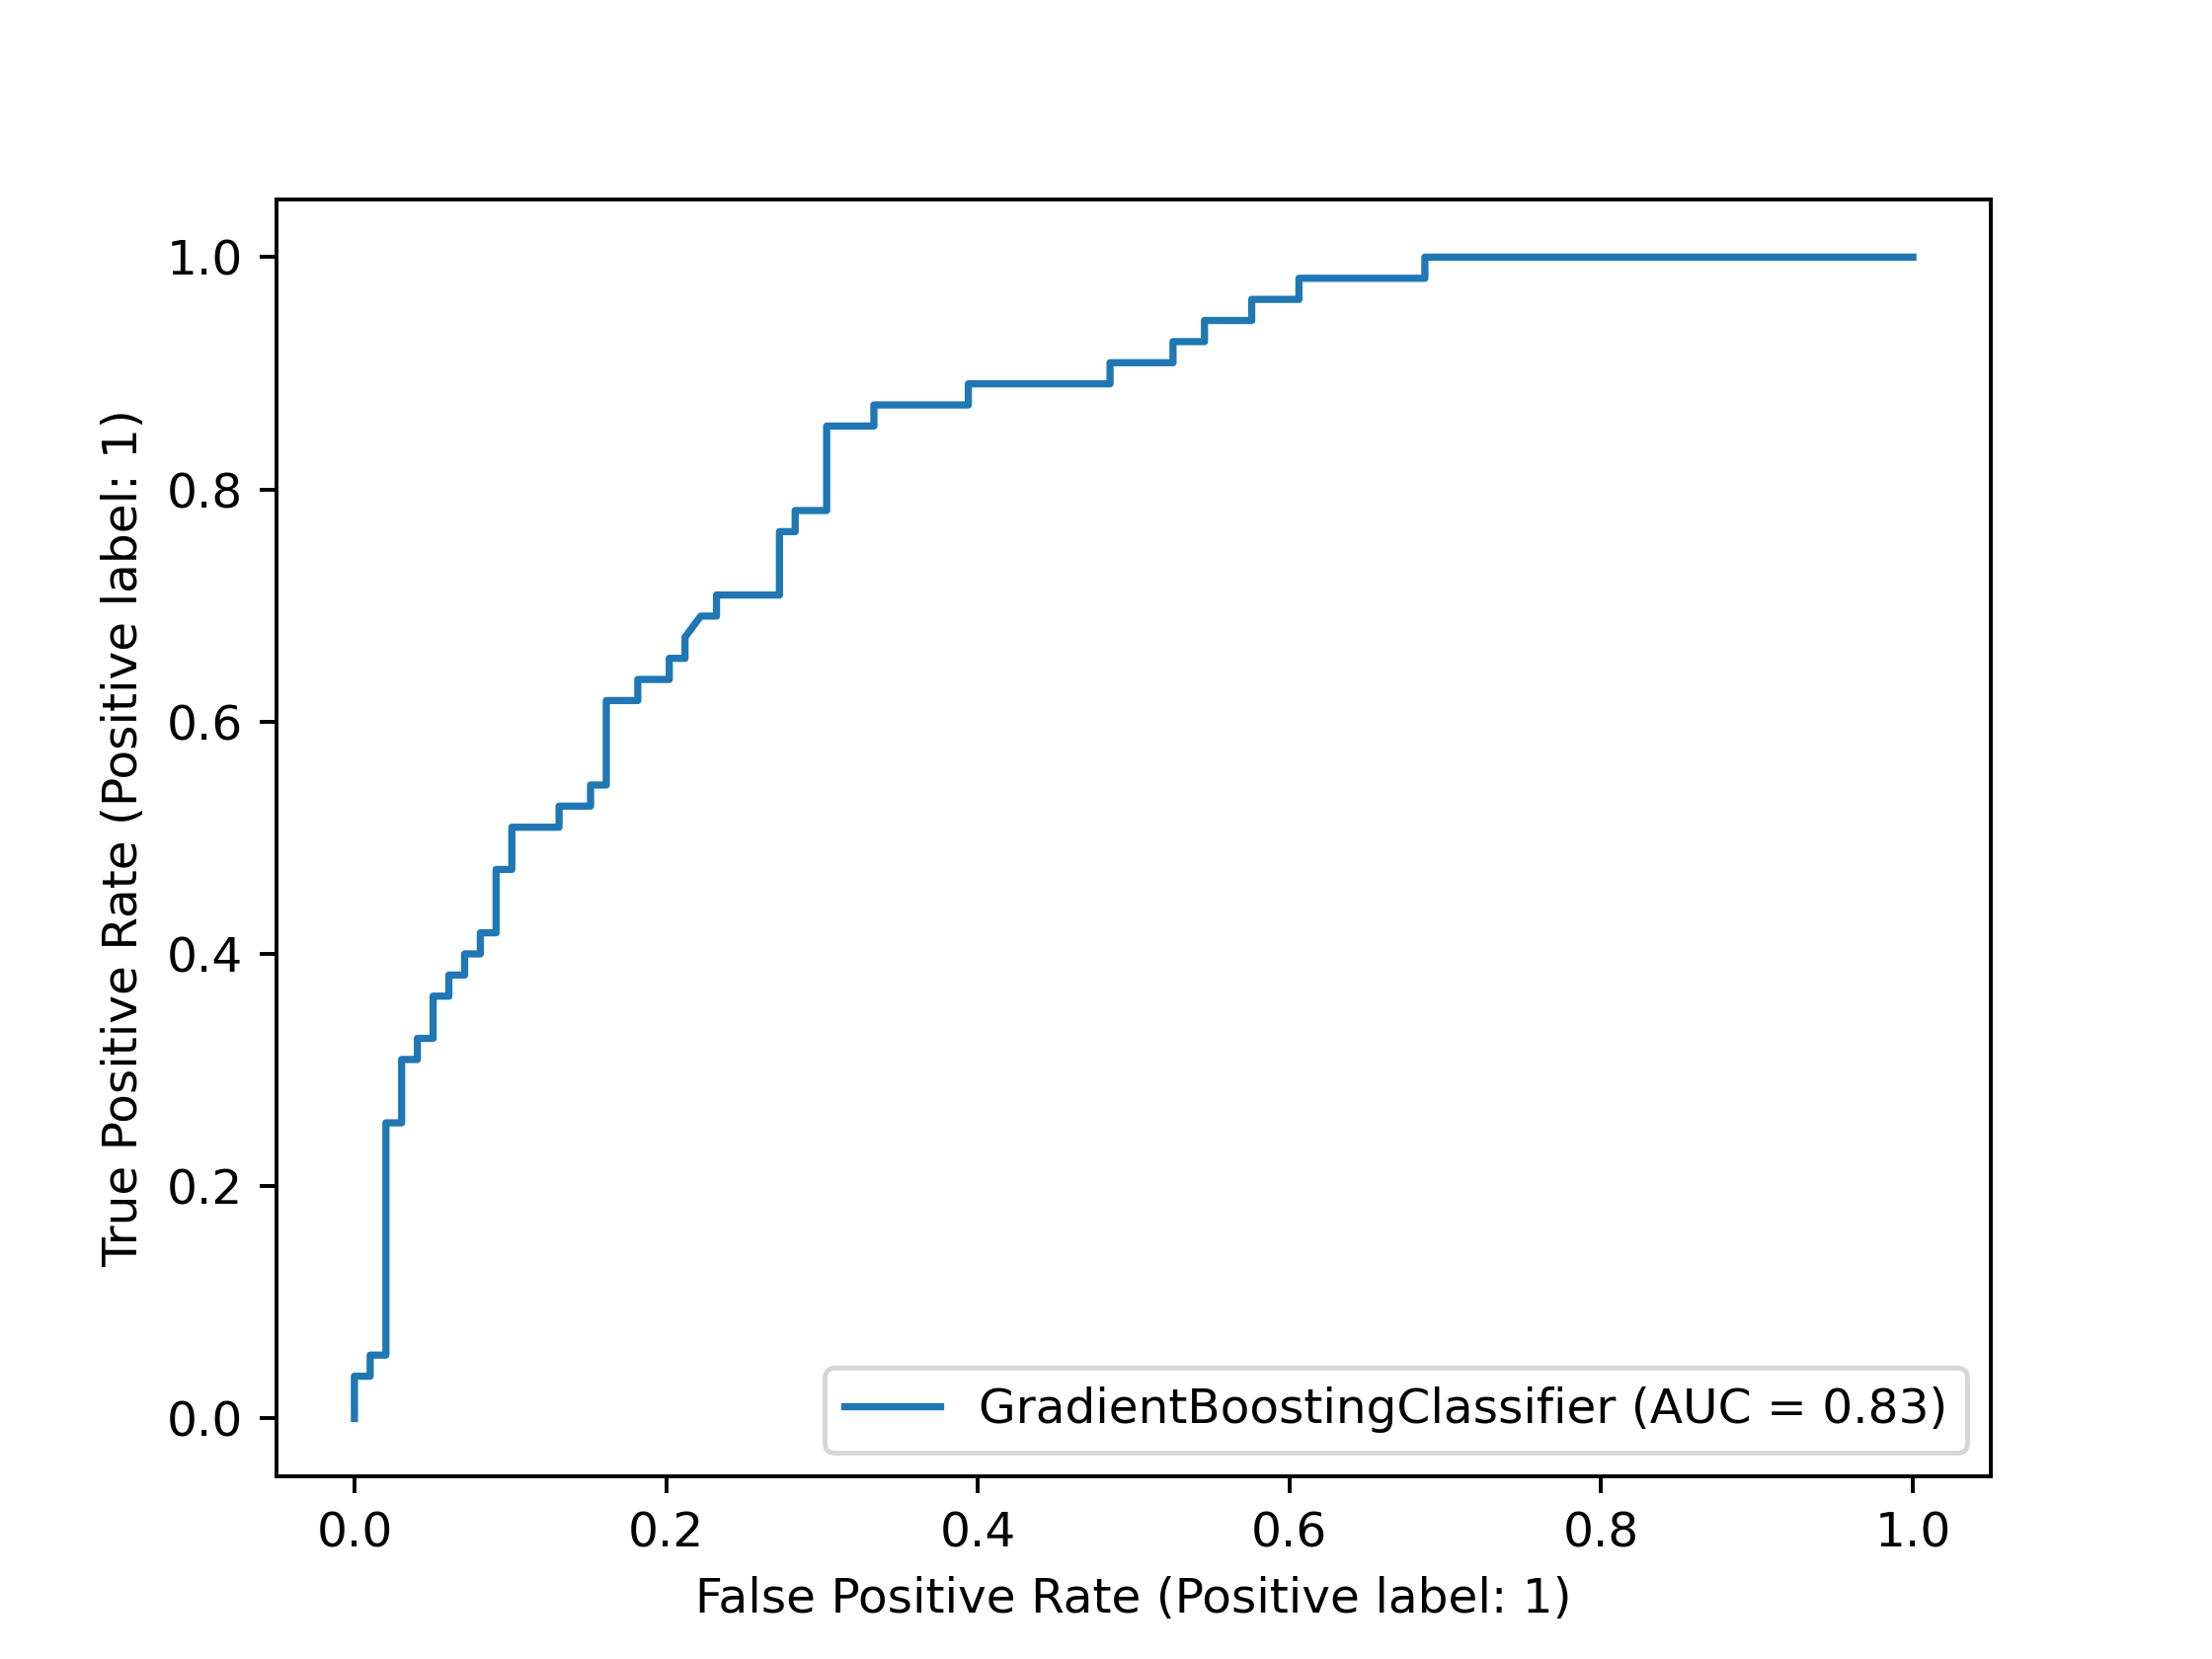 1.0
0.8
0.6
0.4
0.2
0.0
True Positive Rate (Positive label: 1)
GradientBoostingClassifier (AUC = 0.83)
0.0 0.2 0.4 0.6 0.8 1.0
False Positive Rate (Positive label: 1)